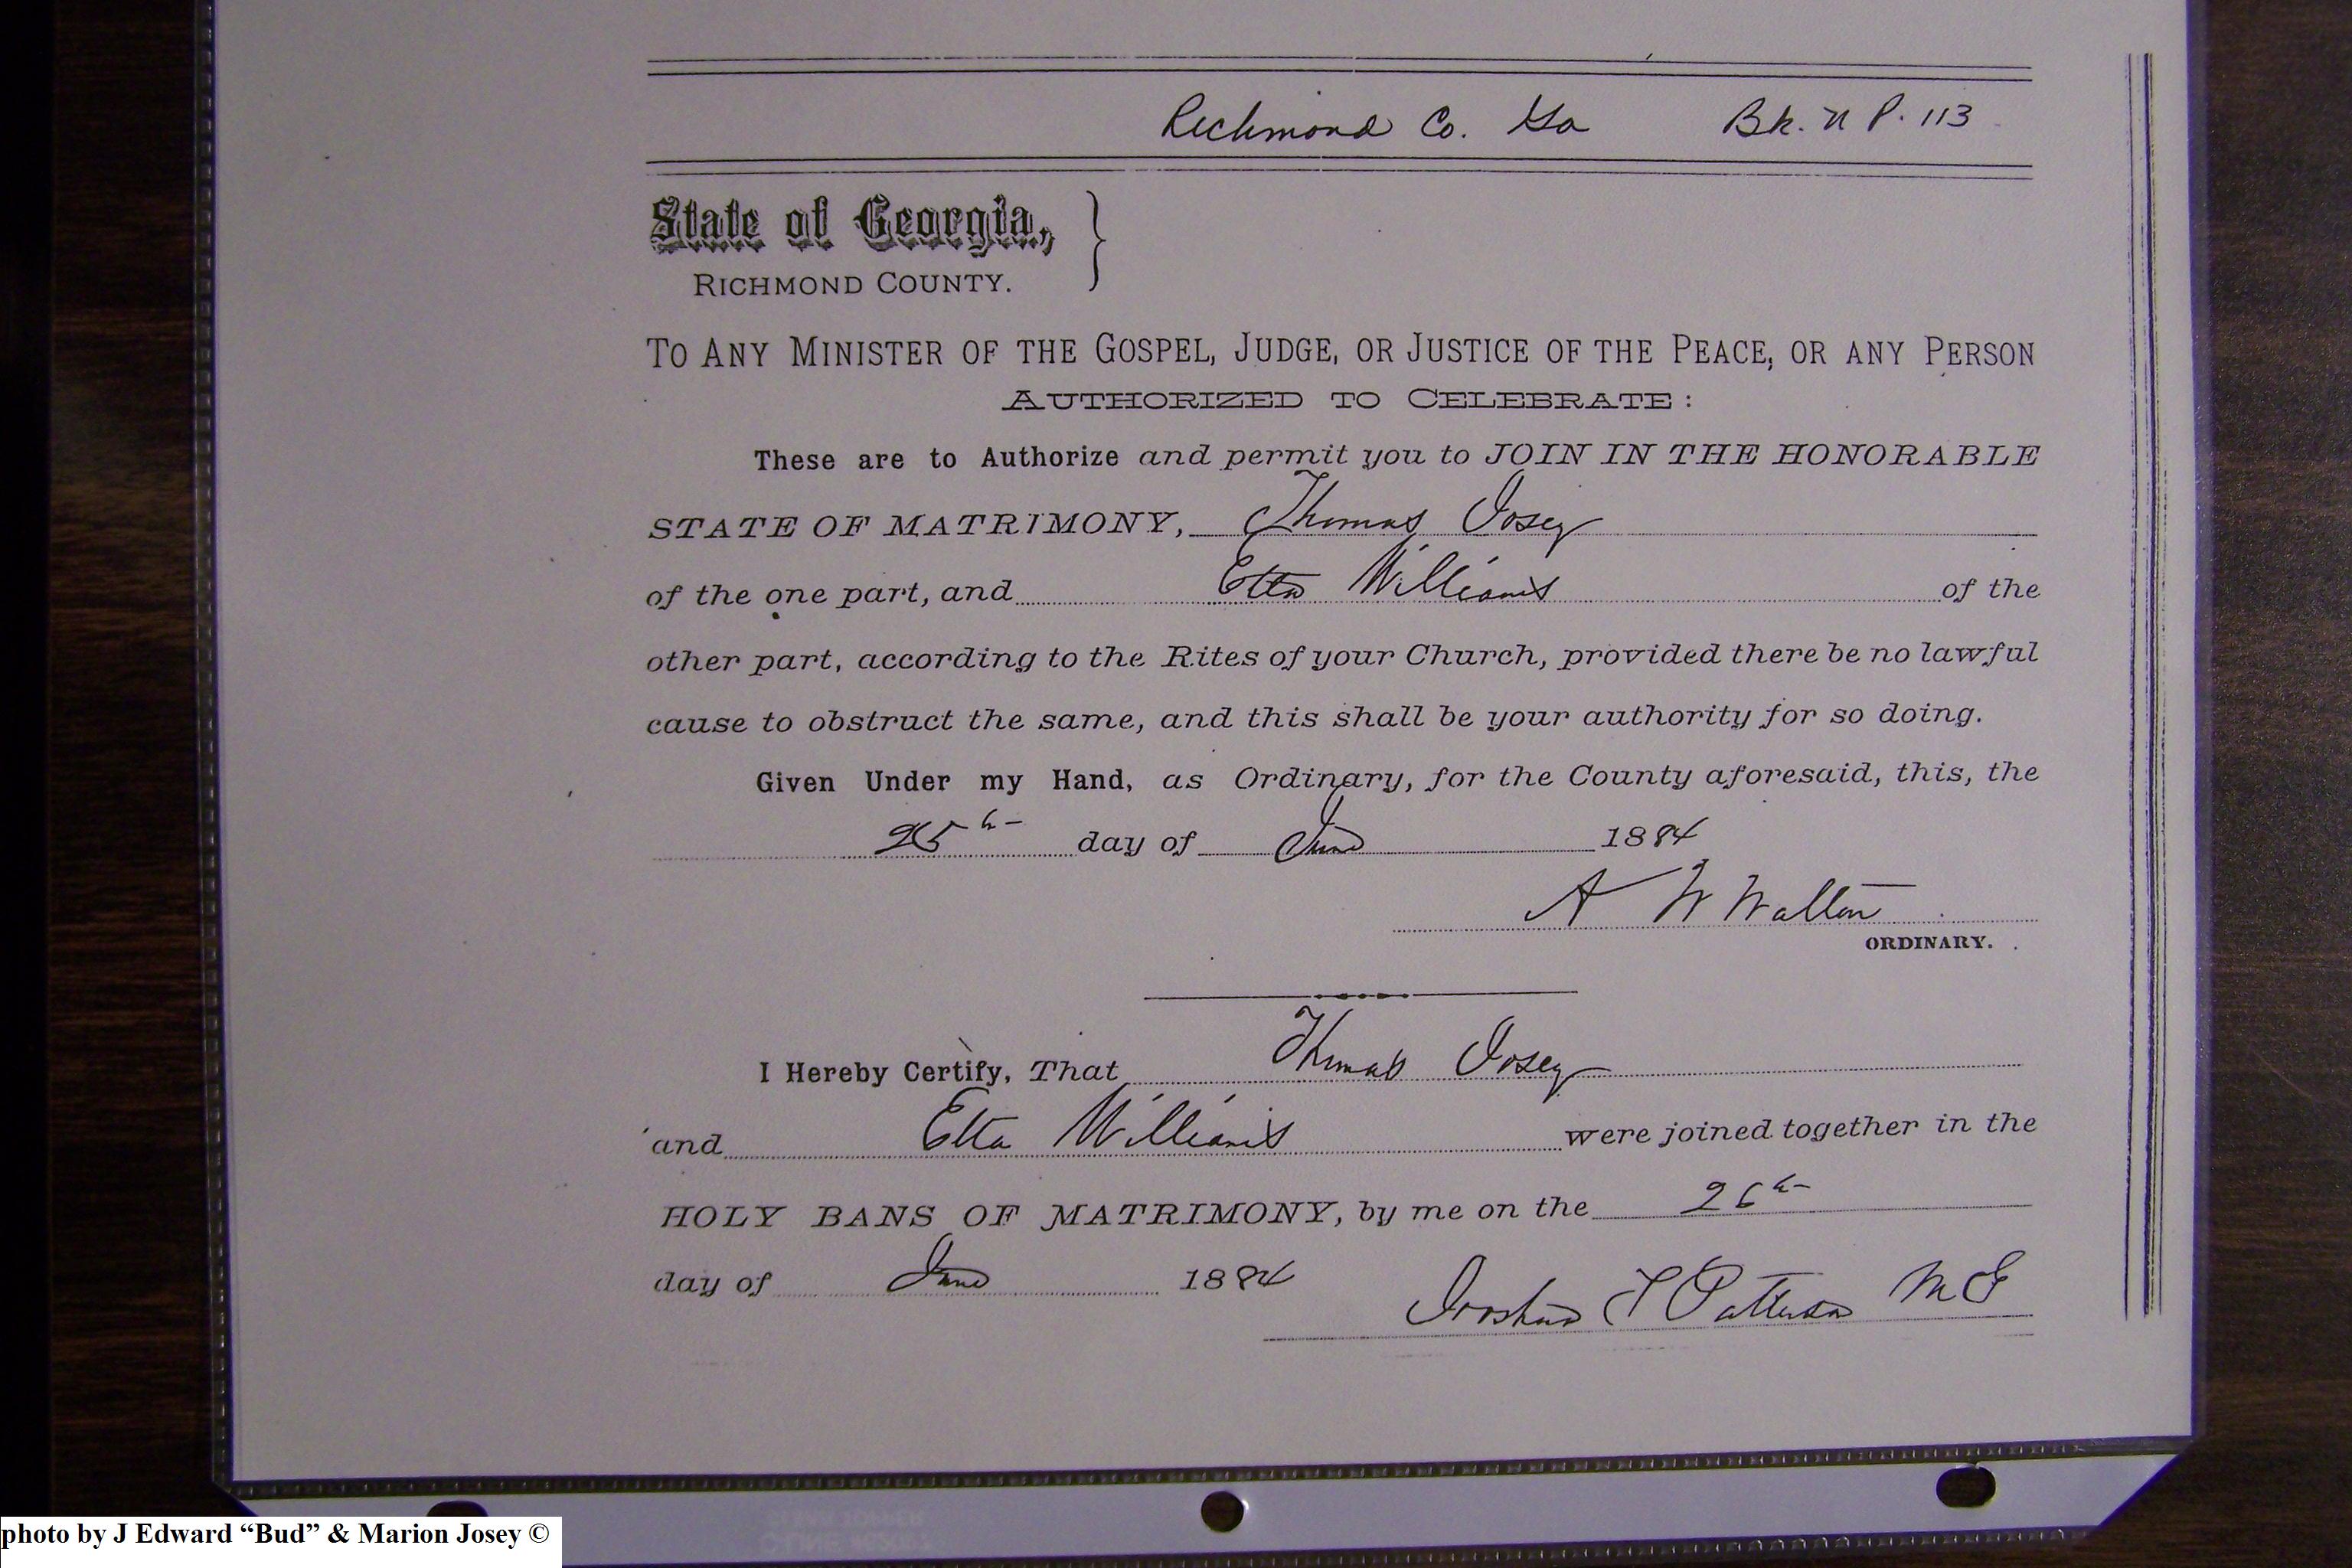 Richmond Co. Ga Bk. N P. 113
State of Georgia,
RICHMOND COUNTY.
TO ANY MINISTER OF THE GOSPEL, JUDGE, OR JUSTICE OF THE PEACE, OR ANY PERSON
AUTHORIZED TO CELEBRATE:
These are to Authorize and permit you to JOIN IN THE HONORABLE
STATE OF MATRIMONY, Thomas Josey
of the one part, and Etta Williams of the
other part, according to the Rites of your Church, provided there be no lawful
cause to obstruct the same, and this shall be your authority for so doing.
Given Under my Hand, as Ordinary, for the County aforesaid, this, the
25th day of June 1884
A W Walton
ORDINARY.
I Hereby Certify, That Thomas Josey
and Etta Williams were joined together in the
HOLY BANS OF MATRIMONY, by me on the 26th
day of June 1884
Patterson M G
photo by J Edward “Bud” & Marion Josey ©